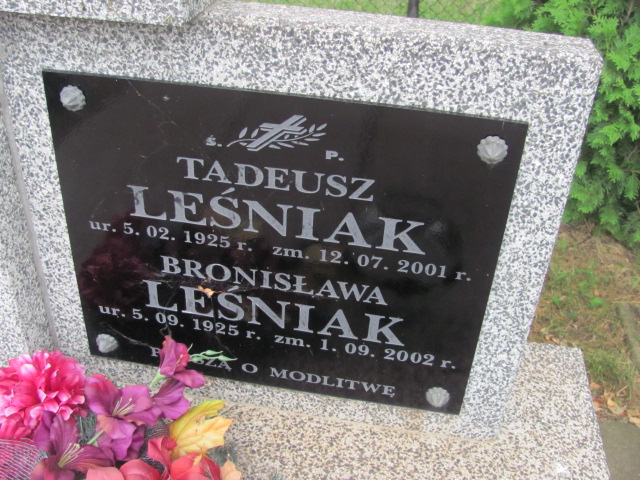 Ś. P.
TADEUSZ
LEŚNIAK
ur. 5. 02. 1925 r. zm. 12. 07. 2001 r.
BRONISŁAWA
LEŚNIAK
ur. 5. 09. 1925 r. zm. 1. 09. 2002 r.
O MODLITWĘ